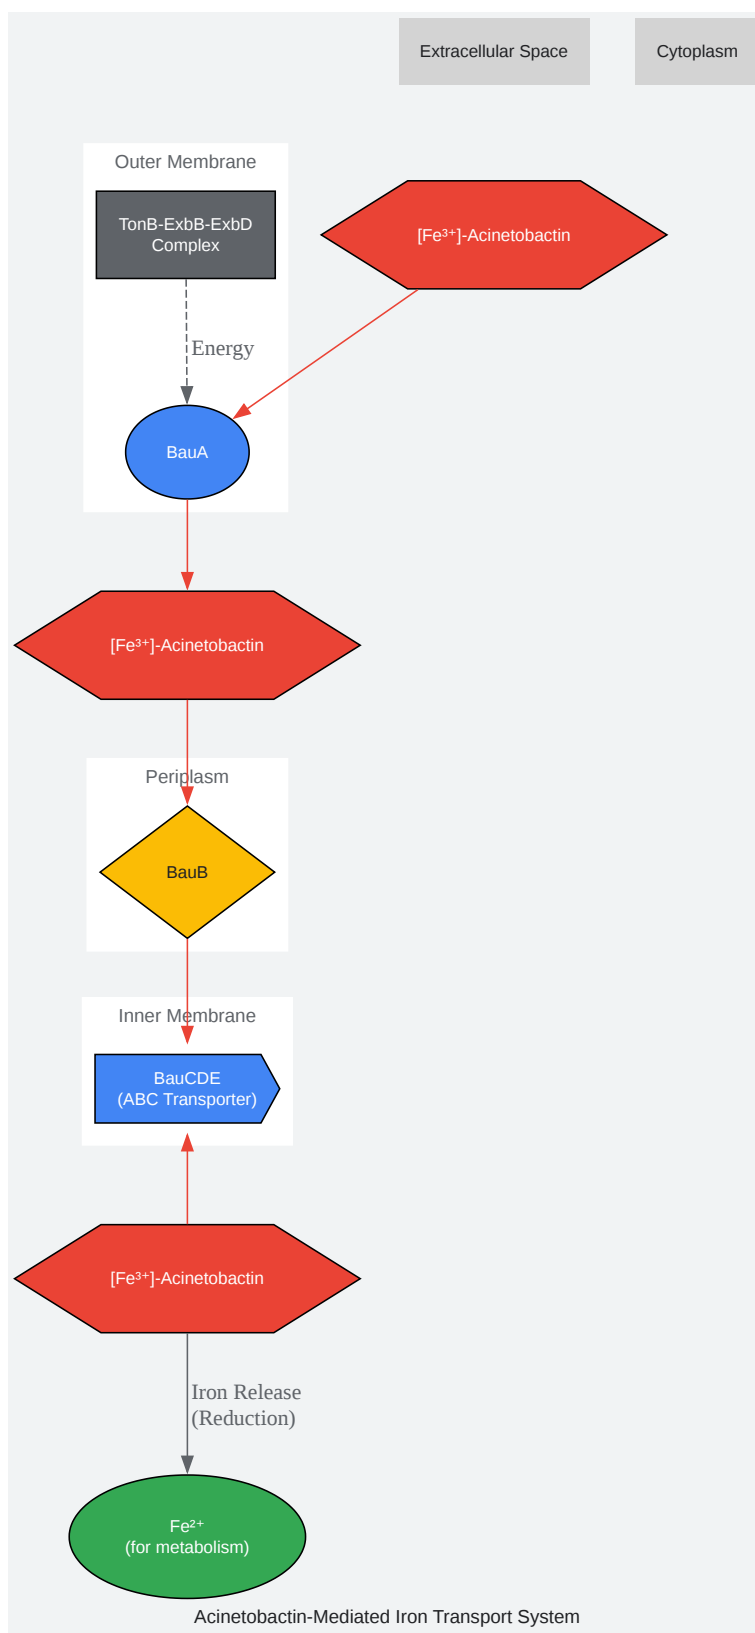 Extracellular Space
Cytoplasm
Outer Membrane
TonB-ExbB-ExbD
Complex
[Fe³⁺]-Acinetobactin
Energy
BauA
[Fe³⁺]-Acinetobactin
Periplasm
BauB
Inner Membrane
BauCDE
(ABC Transporter)
[Fe³⁺]-Acinetobactin
Iron Release
(Reduction)
Fe²⁺
(for metabolism)
Acinetobactin-Mediated Iron Transport System